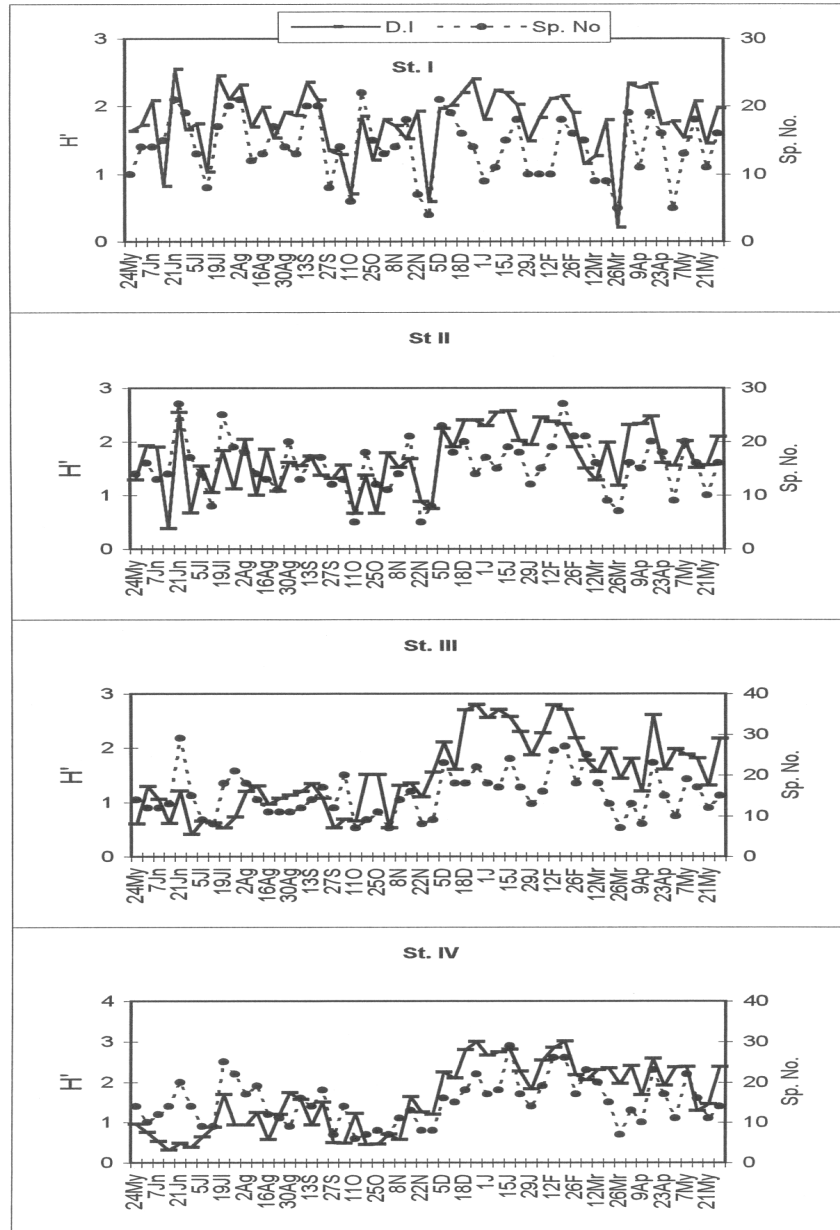 D.I Sp. No
St. I
3 30
2 20
1 10
0 0
H' Sp. No.
24My 7Jn 21Jn 5Jl 19Jl 2Ag 16Ag 30Ag 13S 27S 11O 25O 8N 22N 5D 18D 1J 15J 29J 12F 26F 12Mr 26Mr 9Ap 23Ap 7My 21My
St II
3 30
2 20
1 10
0 0
H' Sp. No.
24My 7Jn 21Jn 5Jl 19Jl 2Ag 16Ag 30Ag 13S 27S 11O 25O 8N 22N 5D 18D 1J 15J 29J 12F 26F 12Mr 26Mr 9Ap 23Ap 7My 21My
St. III
3 40
2 30
20
1 10
0 0
H' Sp. No.
24My 7Jn 21Jn 5Jl 19Jl 2Ag 16Ag 30Ag 13S 27S 11O 25O 8N 22N 5D 18D 1J 15J 29J 12F 26F 12Mr 26Mr 9Ap 23Ap 7My 21My
St. IV
4 40
3 30
2 20
1 10
0 0
H' Sp. No.
24My 7Jn 21Jn 5Jl 19Jl 2Ag 16Ag 30Ag 13S 27S 11O 25O 8N 22N 5D 18D 1J 15J 29J 12F 26F 12Mr 26Mr 9Ap 23Ap 7My 21My